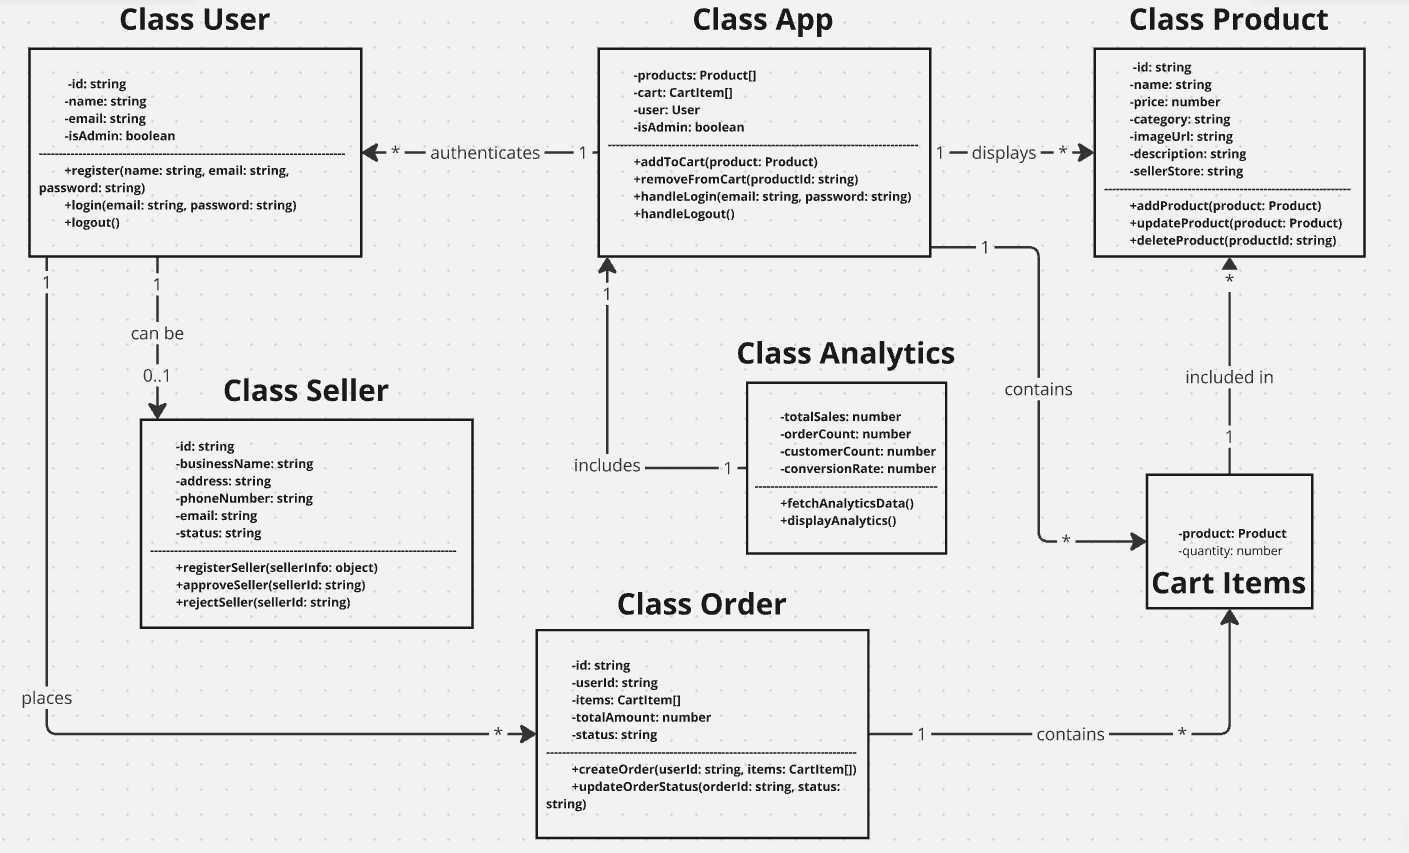 Class User
-id: string
-name: string
-email: string
-isAdmin: boolean
+register(name: string, email: string,
password: string)
+login(email: string, password: string)
+logout()
* authenticates 1
Class App
-products: Product[]
-cart: CartItem[]
-user: User
-isAdmin: boolean
+addToCart(product: Product)
+removeFromCart(productId: string)
+handleLogin(email: string, password: string)
+handleLogout()
1 displays *
Class Product
-id: string
-name: string
-price: number
-category: string
-imageUrl: string
-description: string
-sellerStore: string
+addProduct(product: Product)
+updateProduct(product: Product)
+deleteProduct(productId: string)
1
1
can be
0..1
Class Seller
-id: string
-businessName: string
-address: string
-phoneNumber: string
-email: string
-status: string
+registerSeller(sellerInfo: object)
+approveSeller(sellerId: string)
+rejectSeller(sellerId: string)
1
includes
1
Class Analytics
-totalSales: number
-orderCount: number
-customerCount: number
-conversionRate: number
+fetchAnalyticsData()
+displayAnalytics()
1
contains
*
*
included in
1
-product: Product
-quantity: number
Cart Items
places
*
Class Order
-id: string
-userId: string
-items: CartItem[]
-totalAmount: number
-status: string
+createOrder(userId: string, items: CartItem[])
+updateOrderStatus(orderId: string, status:
string)
1 contains *